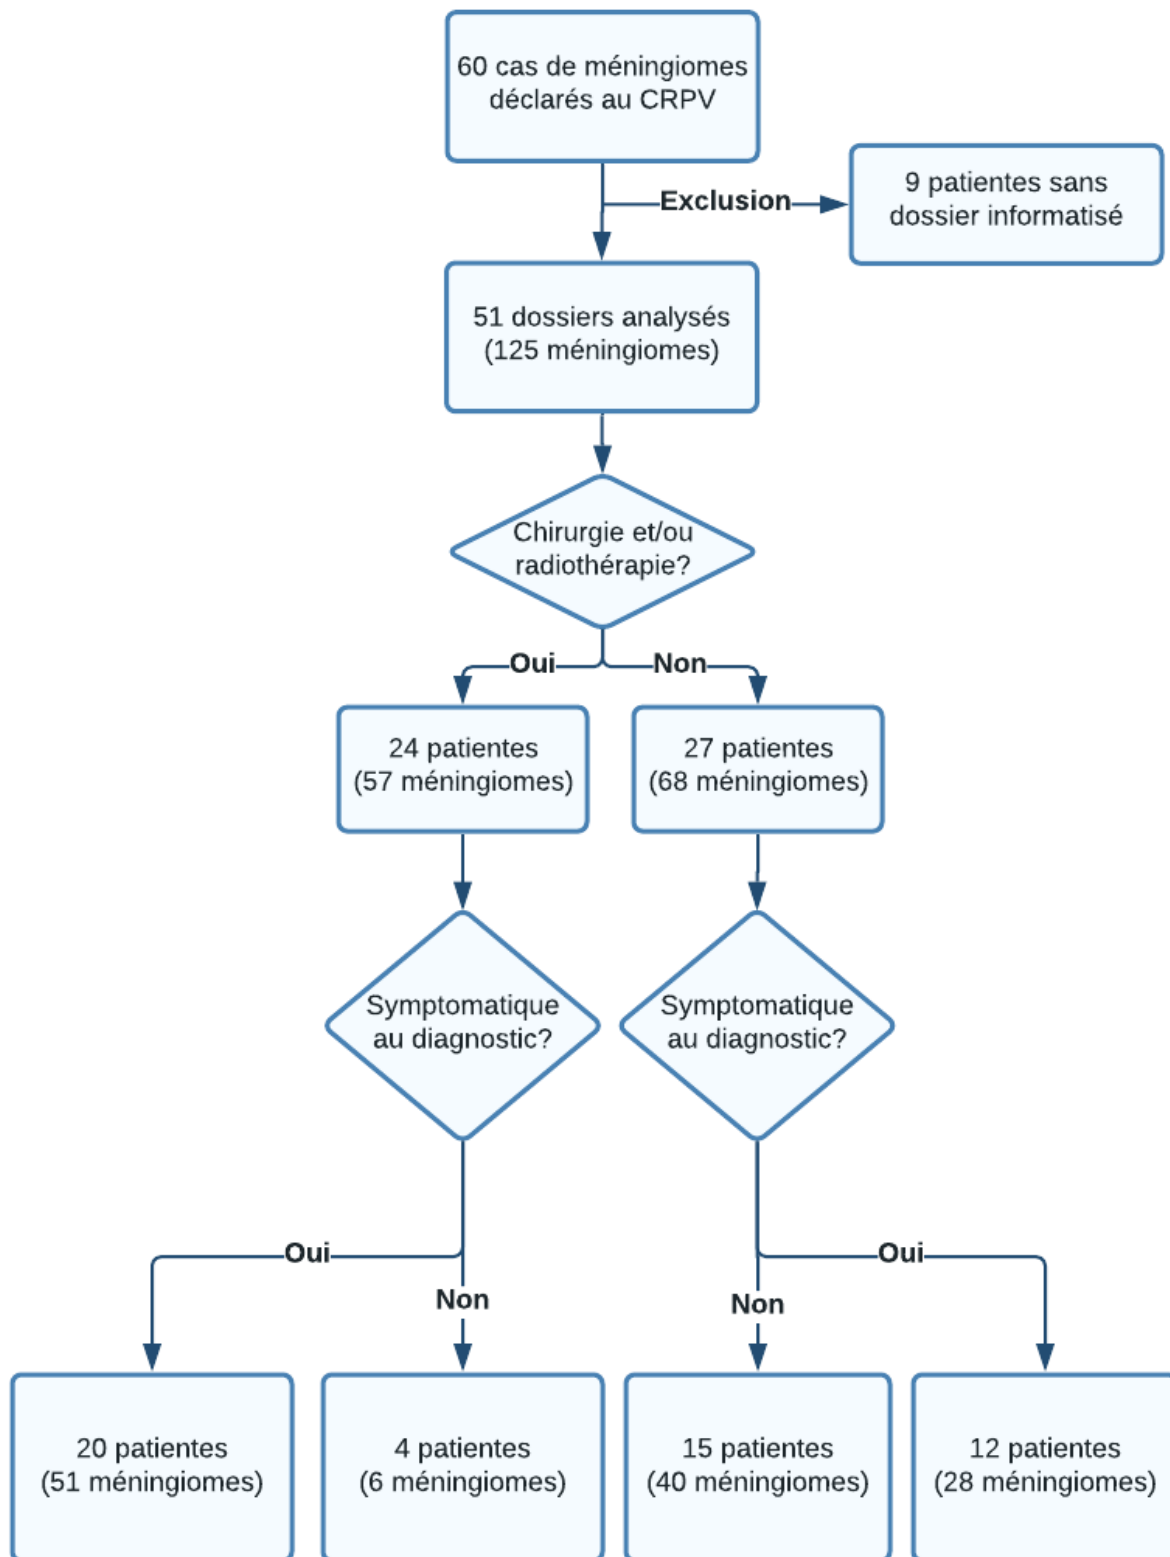 60 cas de méningiomes
déclarés au CRPV
Exclusion
9 patientes sans
dossier informatisé
51 dossiers analysés
(125 méningiomes)
Chirurgie et/ou
radiothérapie?
Oui
Non
24 patientes
(57 méningiomes)
27 patientes
(68 méningiomes)
Symptomatique
au diagnostic?
Symptomatique
au diagnostic?
Oui
Non
Non
Oui
20 patientes
(51 méningiomes)
4 patientes
(6 méningiomes)
15 patientes
(40 méningiomes)
12 patientes
(28 méningiomes)